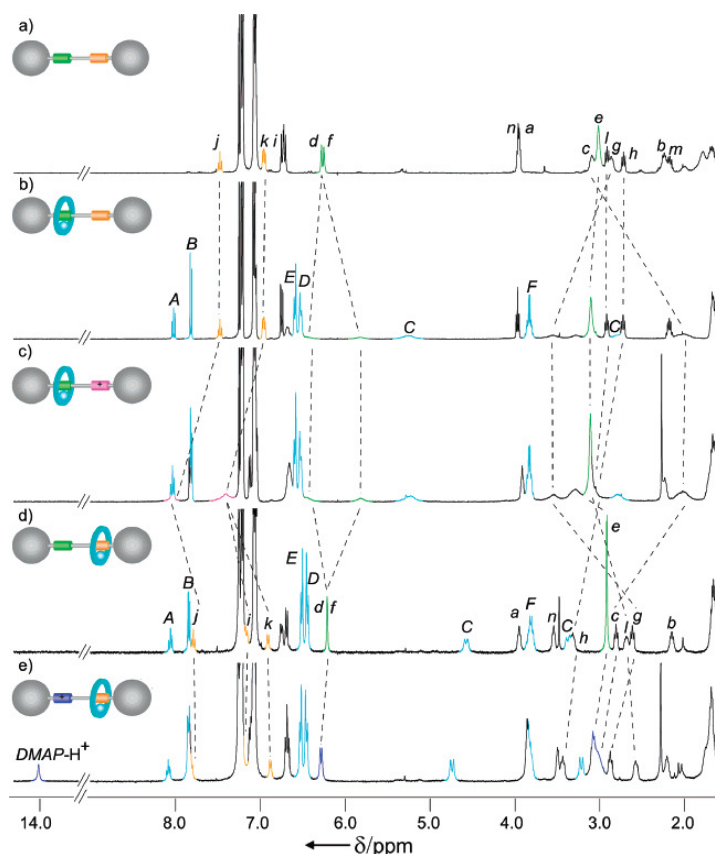 a)
j k i d f n a c e l g h b m
b)
A B E D C F C
c)
+
d)
A B j i k E D d f C a F n C h e c l g b
e)
+
DMAP-H+
14.0 8.0 7.0 6.0 5.0 4.0 3.0 2.0
δ/ppm